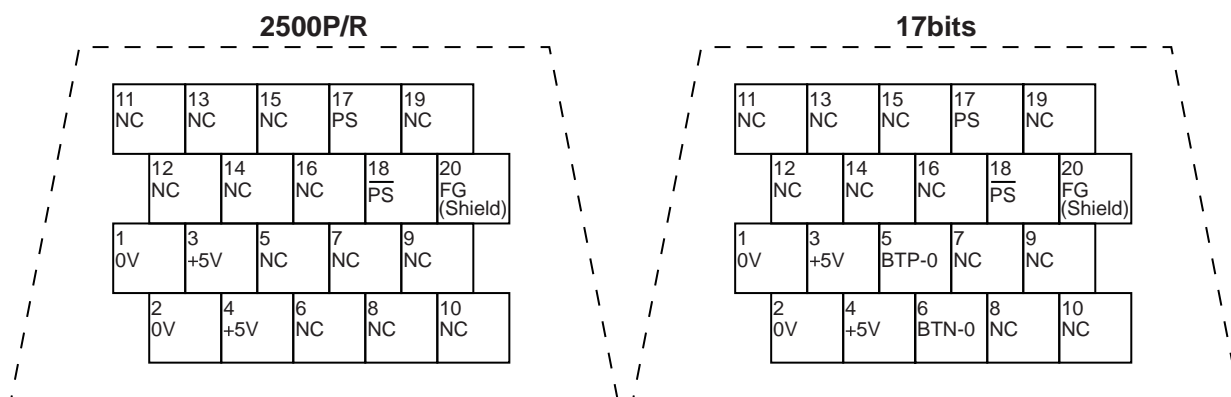 2500P/R
11 NC
13 NC
15 NC
17 PS
19 NC
12 NC
14 NC
16 NC
18 P̅S̅
20 FG (Shield)
1 0V
3 +5V
5 NC
7 NC
9 NC
2 0V
4 +5V
6 NC
8 NC
10 NC
17bits
11 NC
13 NC
15 NC
17 PS
19 NC
12 NC
14 NC
16 NC
18 P̅S̅
20 FG (Shield)
1 0V
3 +5V
5 BTP-0
7 NC
9 NC
2 0V
4 +5V
6 BTN-0
8 NC
10 NC